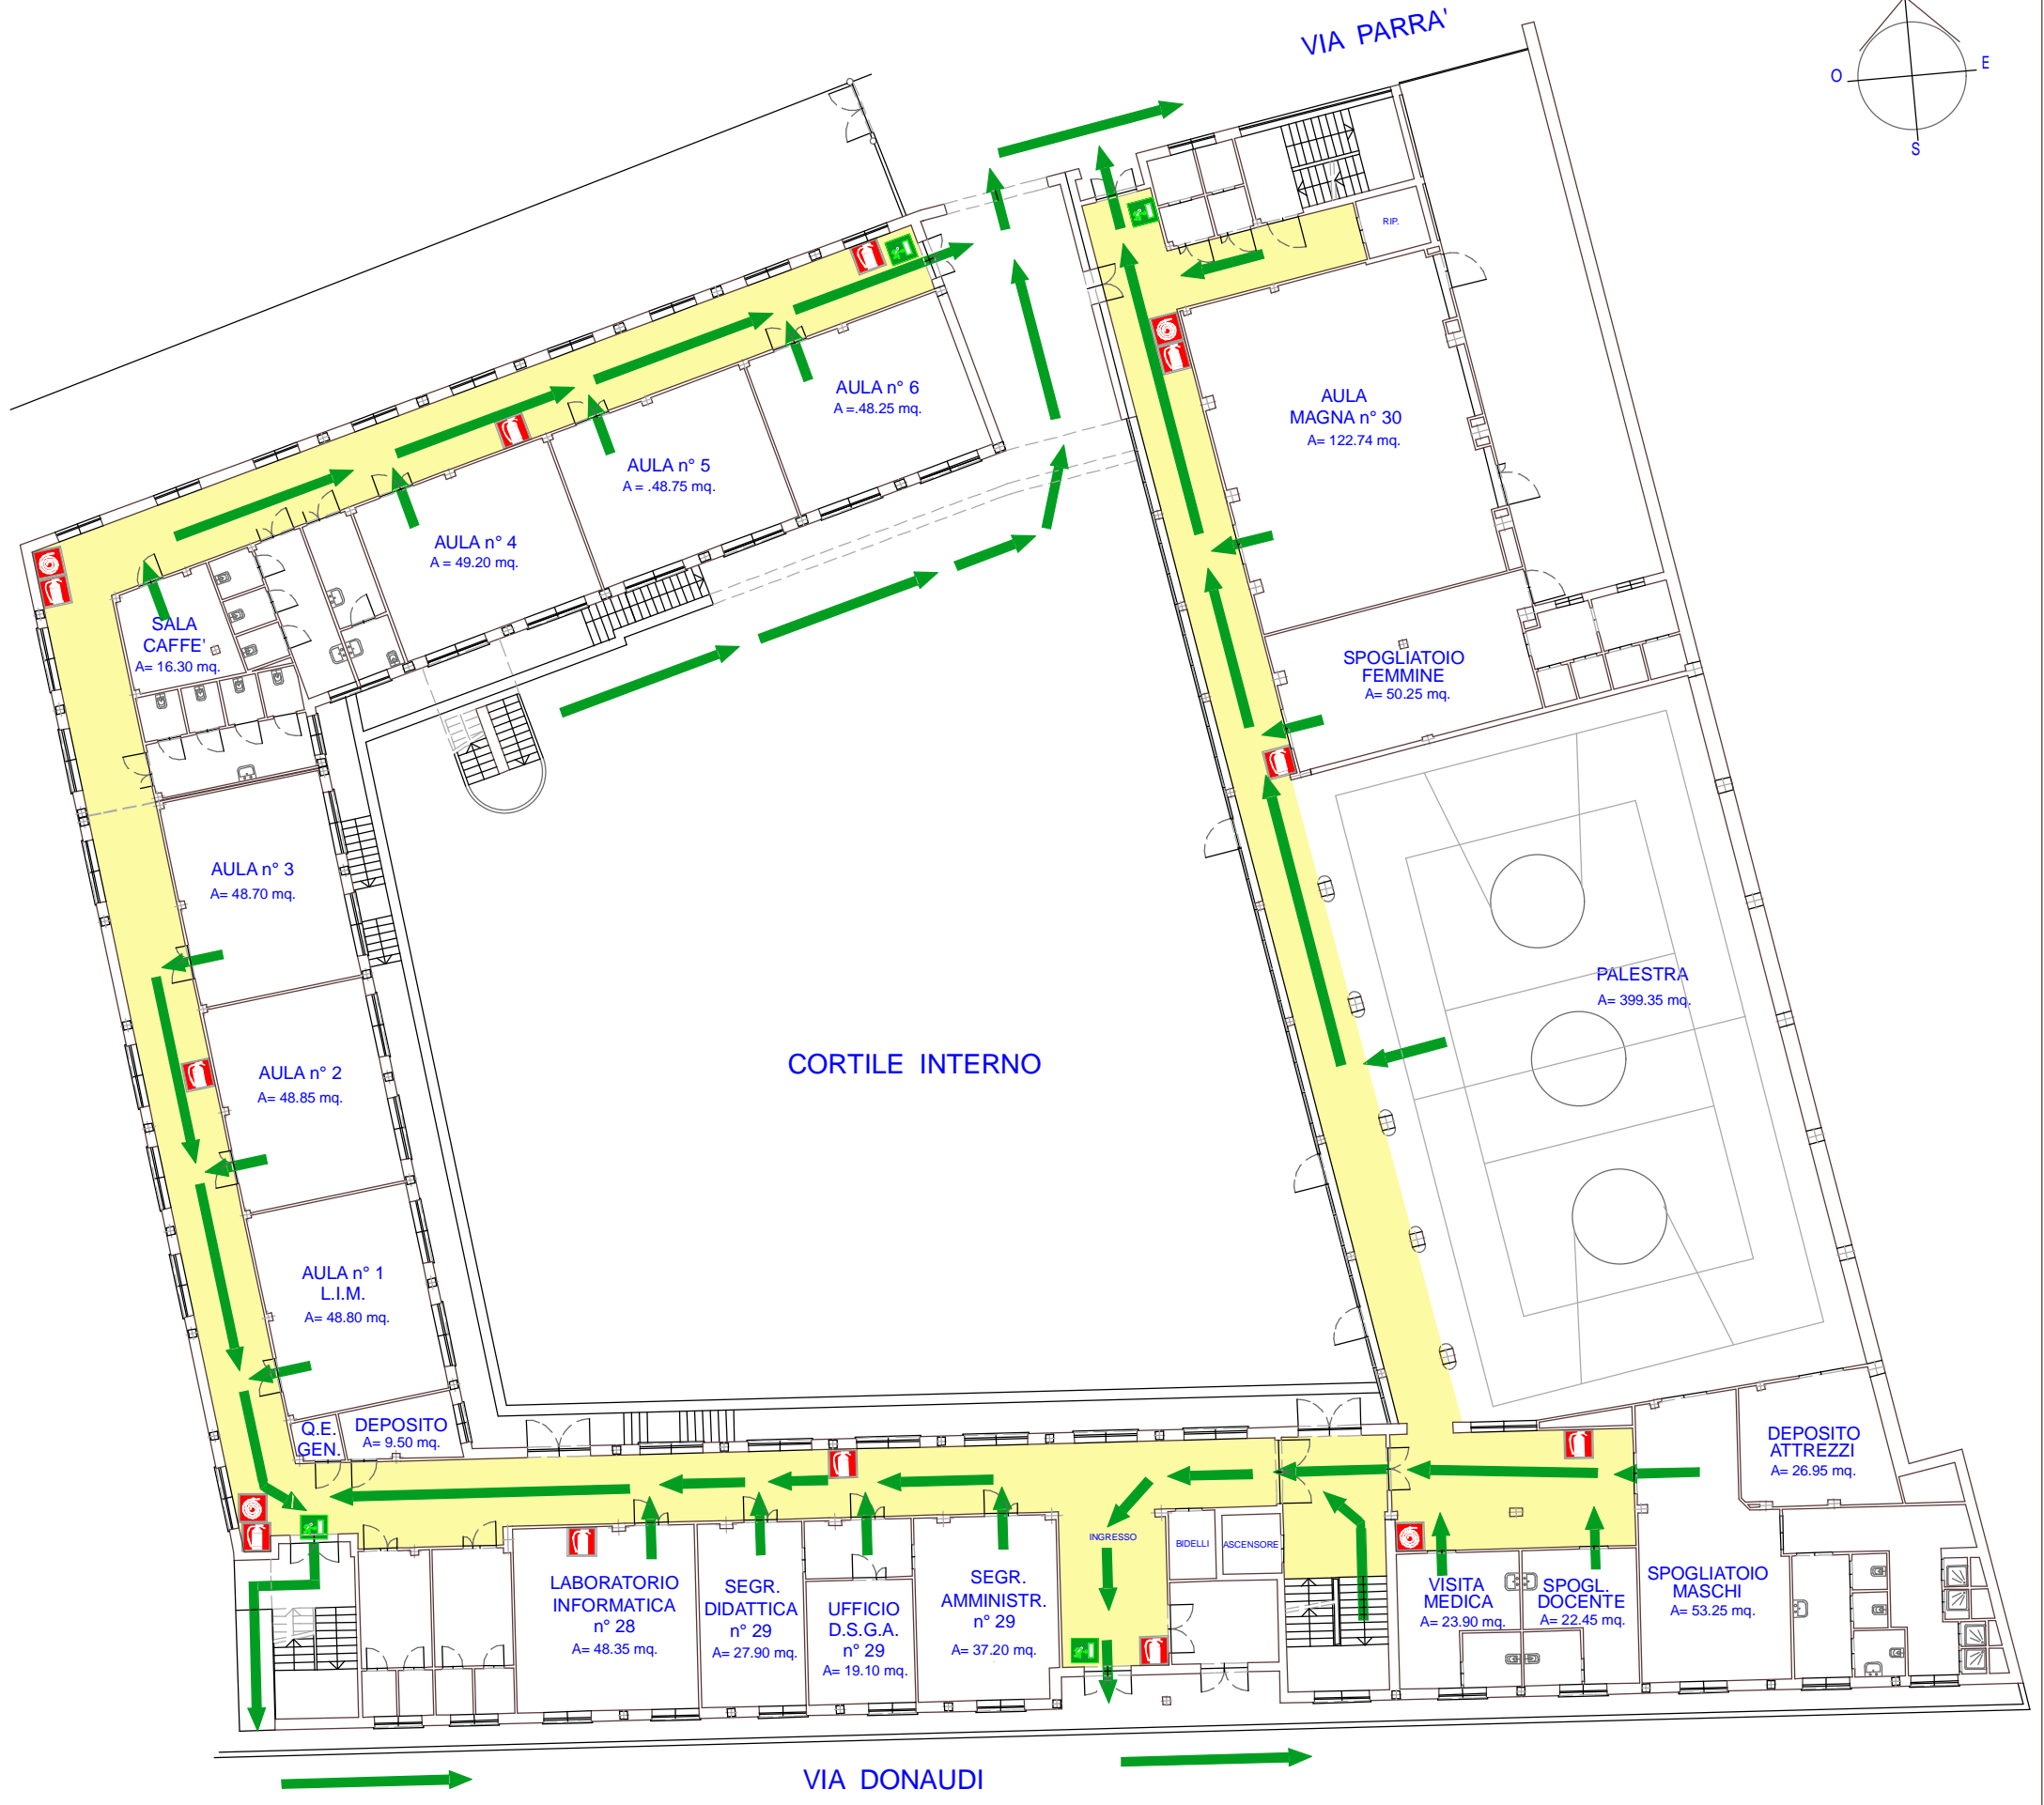 VIA PARRA'
O
E
S
RIP.
AULA n° 6
A =.48.25 mq.
AULA
MAGNA n° 30
A= 122.74 mq.
AULA n° 5
A = .48.75 mq.
AULA n° 4
A = 49.20 mq.
SALA
CAFFE'
A= 16.30 mq.
SPOGLIATOIO
FEMMINE
A= 50.25 mq.
AULA n° 3
A= 48.70 mq.
PALESTRA
A= 399.35 mq.
CORTILE INTERNO
AULA n° 2
A= 48.85 mq.
AULA n° 1
L.I.M.
A= 48.80 mq.
Q.E.
GEN.
DEPOSITO
A= 9.50 mq.
DEPOSITO
ATTREZZI
A= 26.95 mq.
INGRESSO
BIDELLI
ASCENSORE
LABORATORIO
INFORMATICA
n° 28
A= 48.35 mq.
SEGR.
DIDATTICA
n° 29
A= 27.90 mq.
UFFICIO
D.S.G.A.
n° 29
A= 19.10 mq.
SEGR.
AMMINISTR.
n° 29
A= 37.20 mq.
VISITA
MEDICA
A= 23.90 mq.
SPOGL.
DOCENTE
A= 22.45 mq.
SPOGLIATOIO
MASCHI
A= 53.25 mq.
VIA DONAUDI